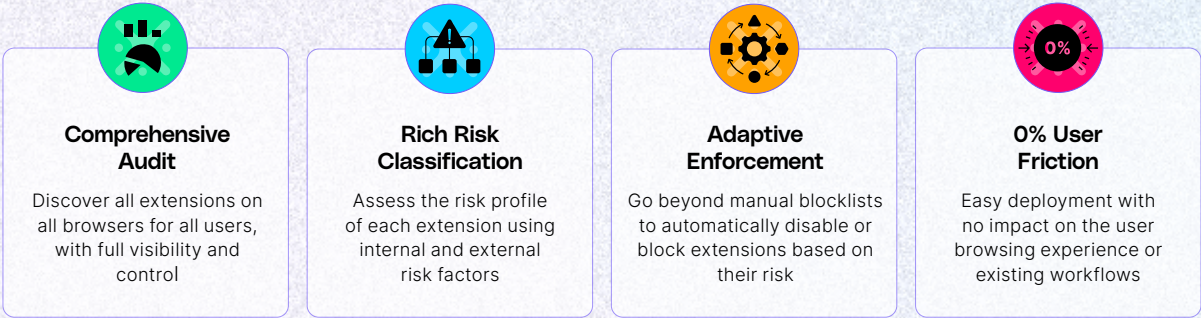 Comprehensive
Audit
Discover all extensions on
all browsers for all users,
with full visibility and
control
!
Rich Risk
Classification
Assess the risk profile
of each extension using
internal and external
risk factors
Adaptive
Enforcement
Go beyond manual blocklists
to automatically disable or
block extensions based on
their risk
0%
0% User
Friction
Easy deployment with
no impact on the user
browsing experience or
existing workflows